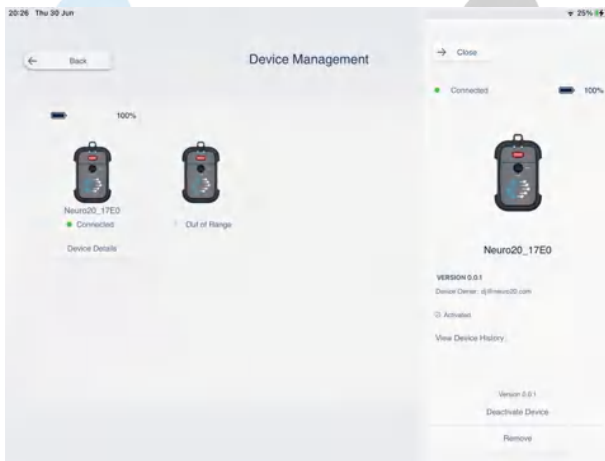 20:26 Thu 30 Jun
25%
← Back
Device Management
→ Close
Connected
100%
100%
Neuro20_17E0
Connected
Out of Range
Device Details
Neuro20_17E0
VERSION 0.0.1
Device Owner : dj@neuro20.com
Activated
View Device History
Version 0.0.1
Deactivate Device
Remove